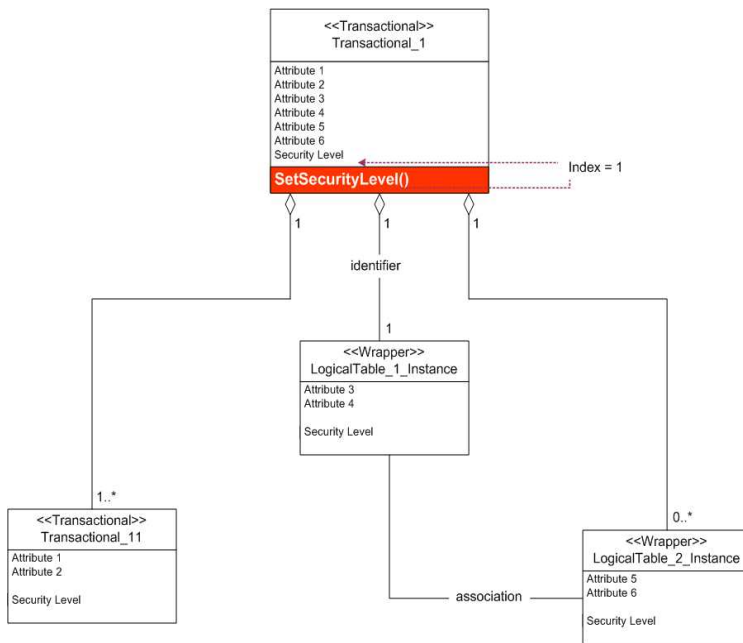 <<Transactional>>
Transactional_1
Attribute 1
Attribute 2
Attribute 3
Attribute 4
Attribute 5
Attribute 6
Security Level
SetSecurityLevel()
Index = 1
1
1
1
identifier
1
<<Wrapper>>
LogicalTable_1_Instance
Attribute 3
Attribute 4
Security Level
1..*
<<Transactional>>
Transactional_11
Attribute 1
Attribute 2
Security Level
0..*
<<Wrapper>>
LogicalTable_2_Instance
Attribute 5
Attribute 6
Security Level
association